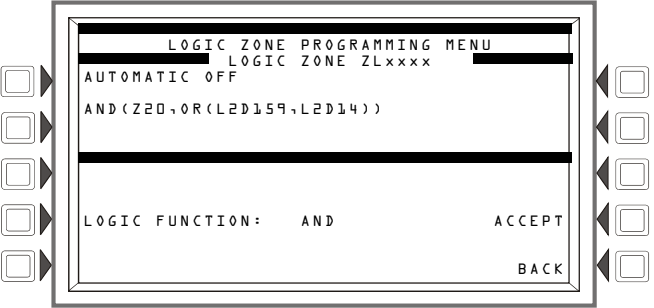 LOGIC ZONE PROGRAMMING MENU
LOGIC ZONE ZLxxxx
AUTOMATIC OFF
AND(Z20,OR(L2D159,L2D14))
LOGIC FUNCTION: AND ACCEPT
BACK